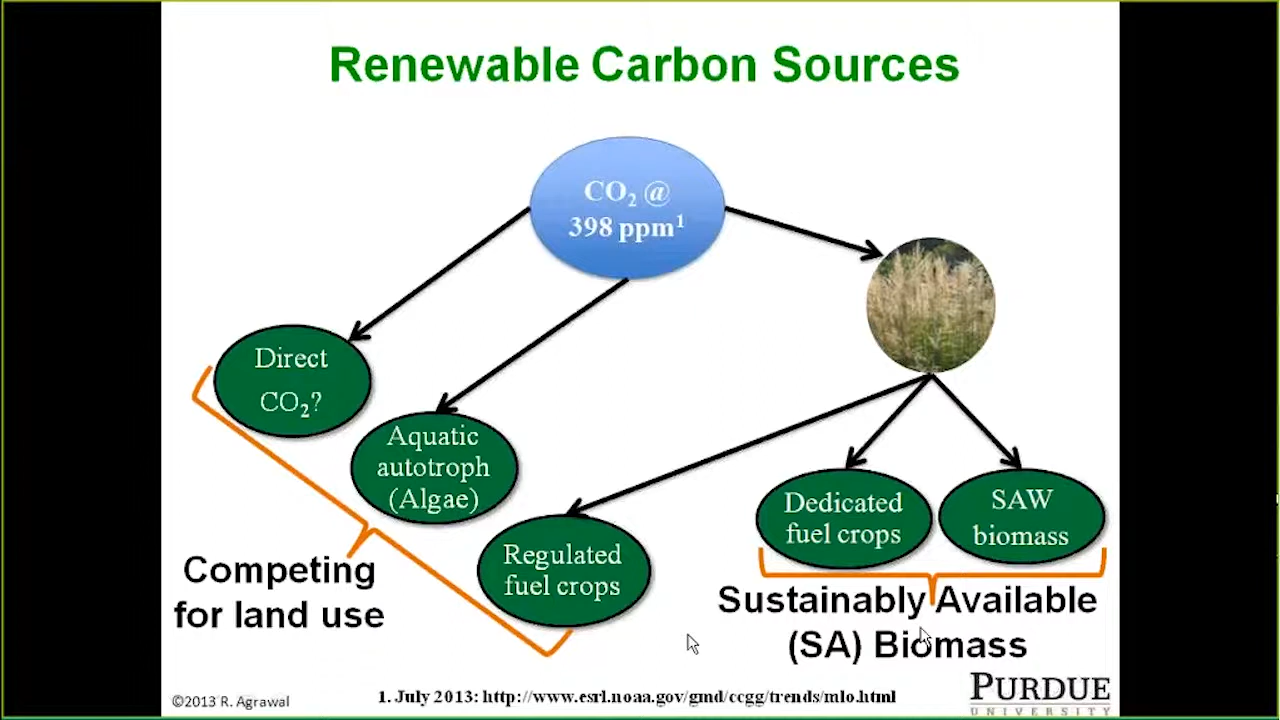 Renewable Carbon Sources
CO₂ @
398 ppm¹
Direct
CO₂?
Aquatic
autotroph
(Algae)
Regulated
fuel crops
Dedicated
fuel crops
SAW
biomass
Competing
for land use
Sustainably Available
(SA) Biomass
©2013 R. Agrawal
1. July 2013: http://www.esrl.noaa.gov/gmd/ccgg/trends/mlo.html
PURDUE
UNIVERSITY